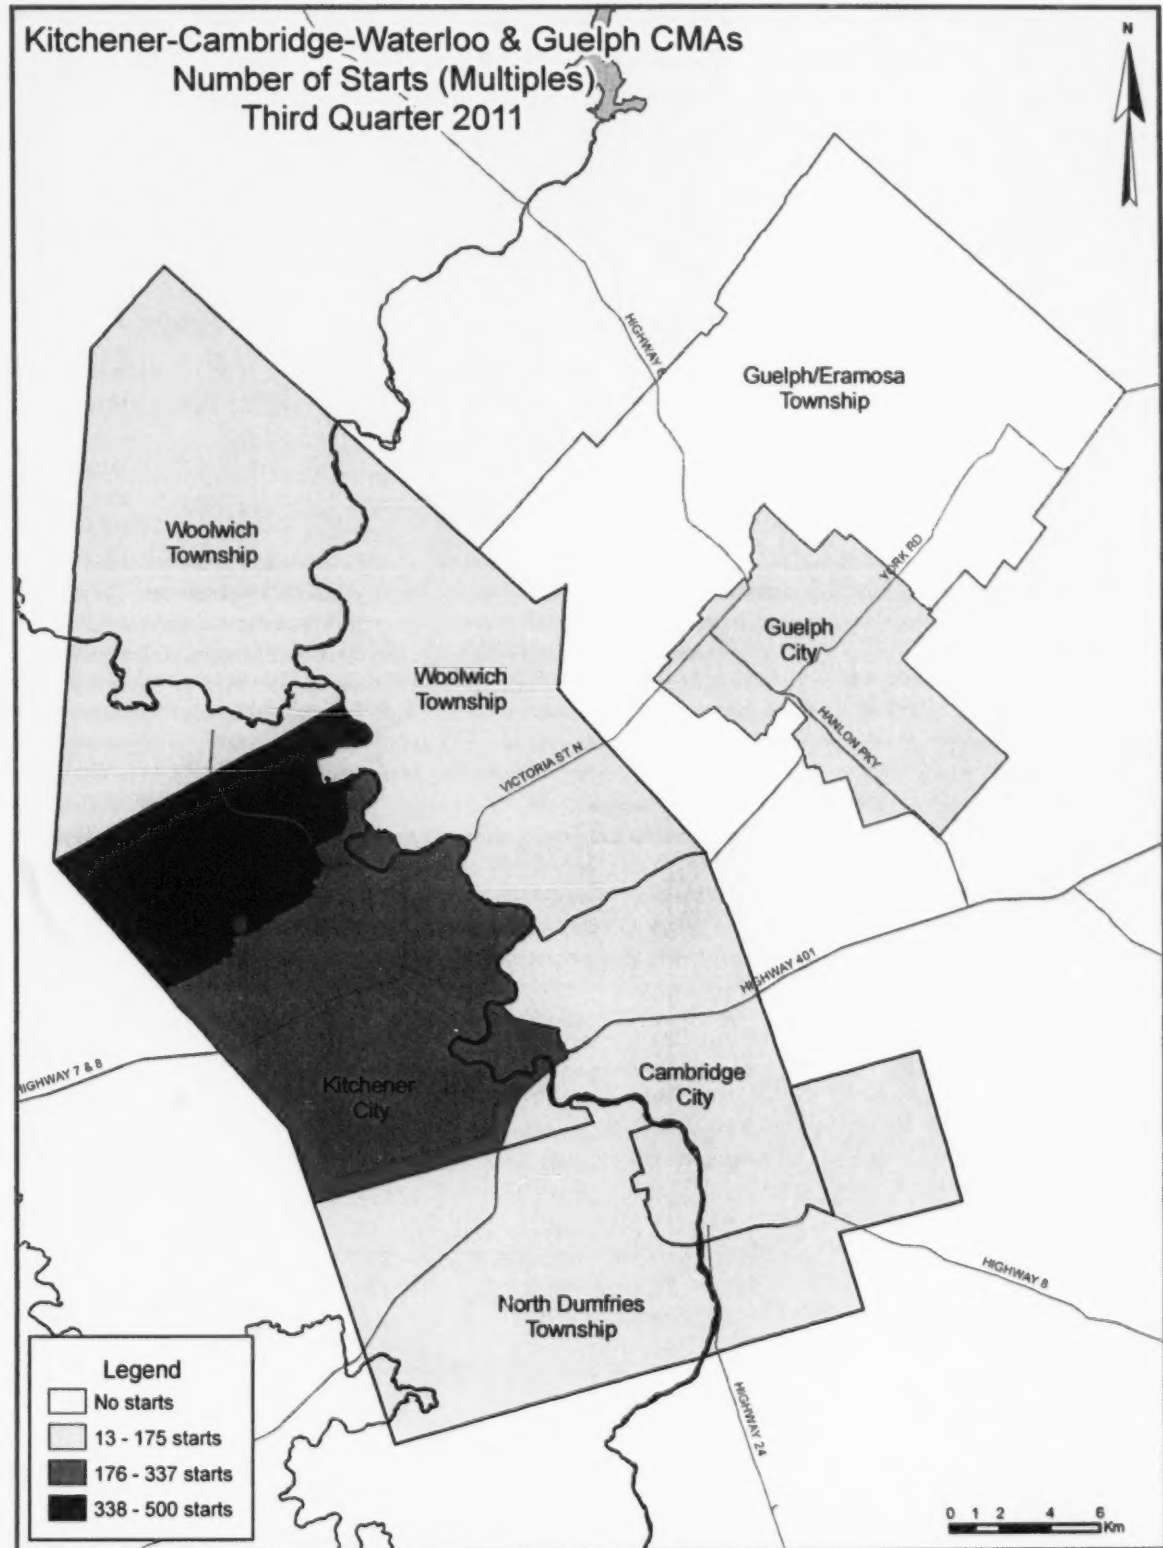 Kitchener-Cambridge-Waterloo & Guelph CMAs
Number of Starts (Multiples)
Third Quarter 2011
N
HIGHWAY 6
Guelph/Eramosa
Township
Woolwich
Township
YORK RD
Guelph
City
Woolwich
Township
HANLON PKY
VICTORIA ST N
HIGHWAY 401
HIGHWAY 7 & 8
Kitchener
City
Cambridge
City
HIGHWAY 8
North Dumfries
Township
HIGHWAY 24
Legend
No starts
13 - 175 starts
176 - 337 starts
338 - 500 starts
0 1 2 4 6
Km